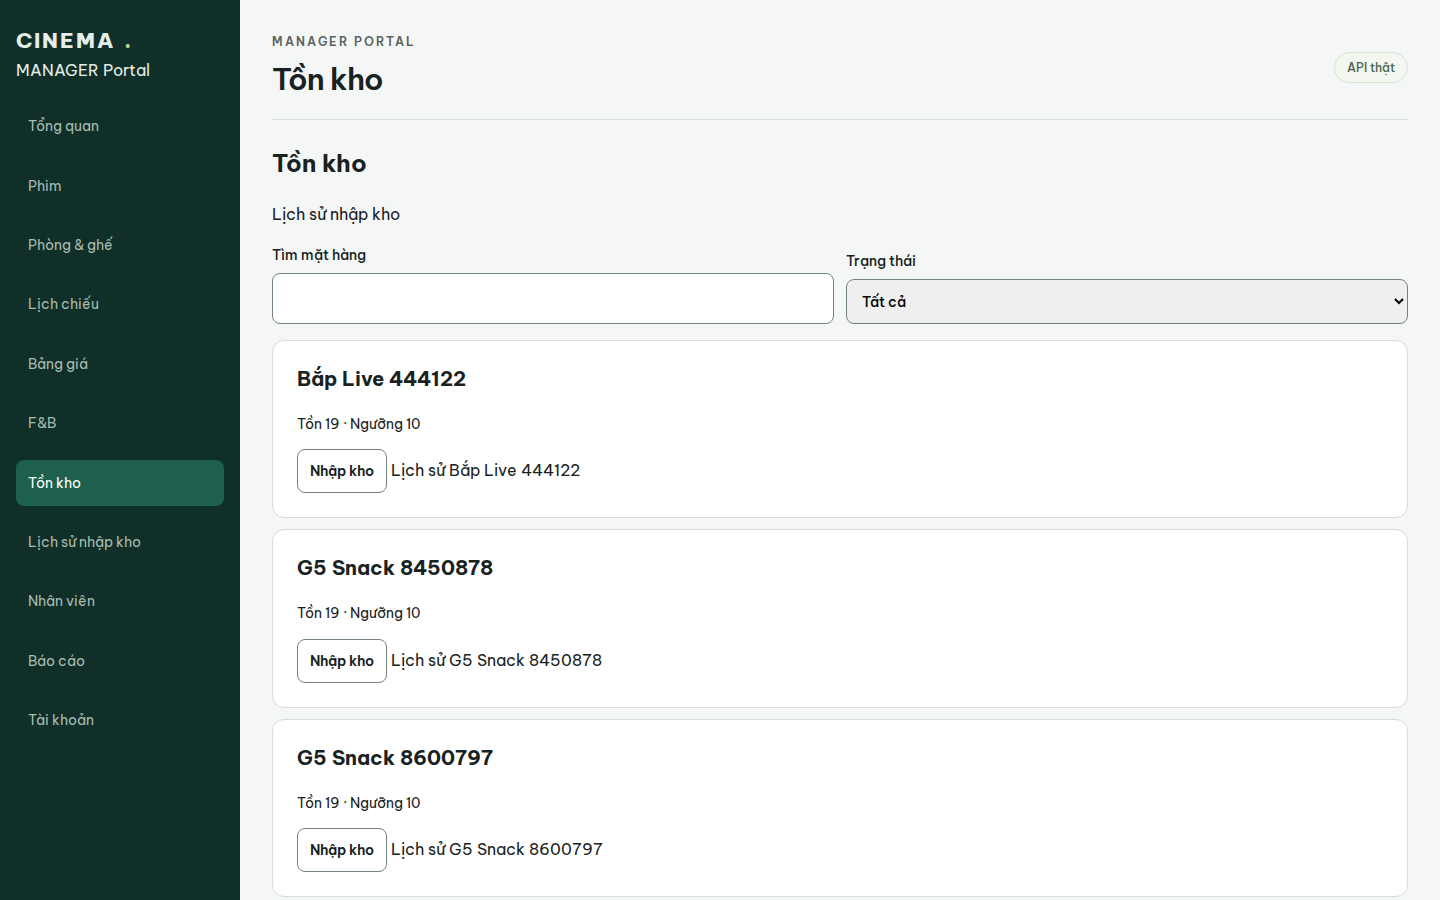 CINEMA .
MANAGER Portal
Tổng quan
Phim
Phòng & ghế
Lịch chiếu
Bảng giá
F&B
Tồn kho
Lịch sử nhập kho
Nhân viên
Báo cáo
Tài khoản
MANAGER PORTAL
Tồn kho
API thật
Tồn kho
Lịch sử nhập kho
Tìm mặt hàng
Trạng thái
Tất cả
Bắp Live 444122
Tồn 19 · Ngưỡng 10
Nhập kho Lịch sử Bắp Live 444122
G5 Snack 8450878
Tồn 19 · Ngưỡng 10
Nhập kho Lịch sử G5 Snack 8450878
G5 Snack 8600797
Tồn 19 · Ngưỡng 10
Nhập kho Lịch sử G5 Snack 8600797